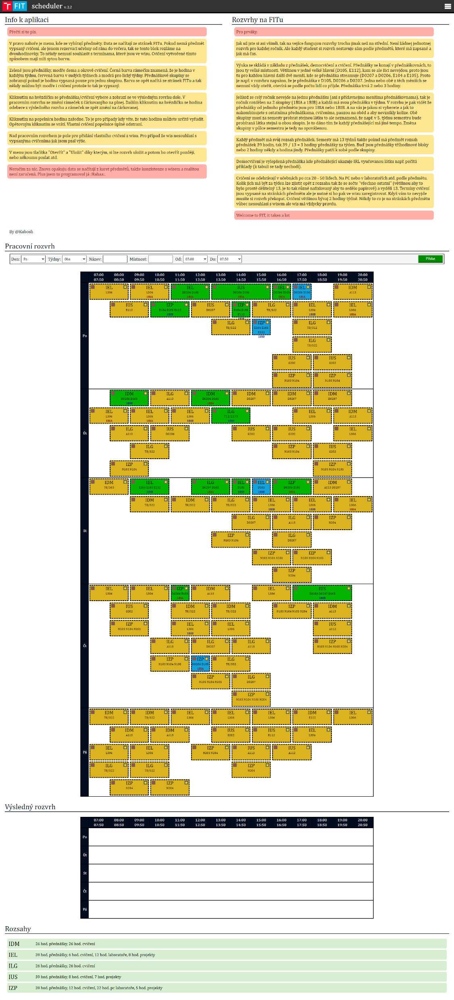 FIT scheduler v. 2.2
Info k aplikaci
Přečti si to pls.
V pravo nahoře je menu, kde se vybírají předměty. Data se načítají ze stránek FITu. Pokud nemá předmět
vypsaný cvičení, ale jenom rezervaci učebny od rána do večera, tak se tento blok rozláme na
dvouhodinovky. To někdy nemusí souhlasit s termínama, které jsou ve wisu. Cvičení vytvořené tímto
způsobem mají míň sytou barvu.
Zeleně jsou přednášky, modře dema a okrově cvičení. Černá barva rámečku znamená, že je hodina v
každým týdnu, červená barva v sudých týdnech a modrá pro lichý týdny. Přednáškové skupiny se
zobrazují pokud je hodina vypsaná pouze pro jednu skupinu. Barva se opět načítá ze stránek FITu a tak
někdy můžou být modře i cvičení protože to tak je vypsaný.
Kliknutím na hvězdičku se přednáška/cvičení vybere a zobrazí se ve výsledným rovrhu dole. V
pracovním rozvrhu se změní rámeček z čárkovanýho na plnej. Dalším kliknutím na hvězdičku se hodina
odebere z výsledného rozvhu a rámeček se zpět změní na čárkovanej.
Kliknutím na popelnicu hodina zašedne. To je pro případy kdy víte, že tuto hodinu můžete určitě vyřadit.
Opětovným kliknutím se vrátí. Vlastní cvičení popelnice úplně odstraní.
Nad pracovním rozvrhem je pole pro přidání vlastního cvičení z wisu. Pro případ že wis nesouhlasí s
vypsanýma cvičeníma jak jsem psal výše.
V menu jsou tlačítka "Otevřít" a "Uložit" díky kterým, si lze rozvrh uložit a potom ho otevřít později,
nebo někoumu poslat atd.
Neručim za nic. Znova opakuju data se načítají z karet předmětů, takže konzistenze s wisem a realitou
není zaručená. Plus jsem to programoval já :Hahaa:.
By @Kubosh
Rozvrhy na FITu
Pro prváky.
Jak už jste si asi všimli, tak na vejšce fungujou rozvrhy trochu jinak než na střední. Není žádnej jednotnej
rozvrh pro každej ročník. Ale každý student si rozvrh sestavuje sám podle předmětů, které má zapsané a
jak má čas.
Výuka se skládá v základu z přednášek, democvičení a cvičení. Přednášky se konají v přednáškovnách, to
jsou ty velké místnosti. Většinou v jedné velké hlavní (D105, E112), kam se ale šici nevejdou, proto jsou
tu pro každou hlavní další dvě menší, kde se přednáška streamuje (D0207 a D0206, E104 a E105). Proto
je např. v rozvrhu napsáno, že je přednáška v D105, D0206 a D0207. Jedna nebo obě z těch menších se
nemusí vždy oteřít, otevírá se podle počtu lidí co příjde. Přednáška trvá 2 nebo 3 hodiny.
Jelikož se celý ročník nevejde na jednu přednášku (ani s přídavnejma menšíma přednáškovnama), tak je
ročník rozdělen na 2 skupiny (1BIA a 1BIB) a každá má svou přednášku v týdnu. V rozvhu je pak vidět že
přednášky od jednoho předmětu jsou pro 1BIA nebo 1BIB. A na vás je jakou si vyberete a jak to
nakombinujete s ostatníma přednáškama, cvičeníma, pauzou na oběd a aby nevznikly kolize. Obě
skupiny musí za semestr probrat stejnou látku to ale neznamená, že např. v 5. týdnu semestru bude
probíraná látka stejná u obou skupin. Je to dáno tím že každý přednášející má jiné tempo. Změna
skupiny v půlce semestru je tedy na opováženou.
Každý předmět má svůj rozsah přednášek. Semestr má 13 týdnů takže pokud má předmět rozsah
přednášek 39 hodin, tak 39 / 13 = 3 hodiny přednášky za týden. Buď jsou přednášky tříhodinové bloky
nebo 2 hodiny někdy a hodina jindy. Přednášky patří k sobě podle skupiny.
Democvičení je vylepšená přednáška kde přednášející ukazuje IRL vyučovanou látku např. počítá
příklady (k tabuli se tady nechodí).
Cvičení se odehrávají v učebnách po cca 20 - 50 lidech. Na PC nebo v laboratořích atd. podle předmětu.
Kolik jich má být za týden lze zjistit opět z rozsahu tak že se sečte "všechno ostatní" (většinou aby to
bylo prostě dělitelný 13, je to tak různě nafixlovaný aby to sedělo papírově) a vydělí 13. Termíny cvičení
jsou vypsané na stránkách předmětu ale je nutné si ho pak ve wisu zaregistrovat. Když vám to nevyjde
musíte si rozvrh překopat. Cvičení většinou bývaj 2 hodiny týdně. Někdy to co je na stránkách předmětu
vůbec nesouhlasí s wisem ale wis má vždycky pravdu.
Welcome to FIT, it takes a lot
Pracovní rozvrh
Den: Po Týdny: Oba Název: Místnost: Od: 07:00 Do: 07:50 Přidat
07:00 08:00 09:00 10:00 11:00 12:00 13:00 14:00 15:00 16:00 17:00 18:00 19:00 20:00
07:50 08:50 09:50 10:50 11:50 12:50 13:50 14:50 15:50 16:50 17:50 18:50 19:50 20:50
Po
IEL IEL IEL IUS IEL IEL IDM
L306 L306 D0206 D105 D0206 D105 D0206 D105 D0206 D105 A113
1BIA 1BIA 1BIA 1BIA 1BIA
IUS IZP IUS IZP ILG IEL IEL
E112 E104 E105 E112 D0207 E104 E105 T8/522 L306 L306
1BIB E112 1BIB 1BIA
1BIB
ILG IZP ILG
T8/522 E104 E105 T8/312
E112
1BIB
ILG
T8/522
IUS IUS
G202 G202
IZP IZP
N103 N104 N103 N104
Út
IDM ILG IDM IDM IDM IDM
D0206 D105 A113 D0206 D105 D0207 D0207 D0207
1BIB 1BIA
IEL IEL IEL ILG IEL IDM
L306 L306 L306 T12/2.173 L306 A113
1BIA 1BIA 1BIB 1BIB
ILG IUS IUS IUS IEL
A113 D0206 G202 G202 L306
ILG IZP IUS
T8/322 N103 N104 G202
IZP IZP
N103 N104 N103 N104 N105
St
IDM IEL ILG IEL IEL IZP IDM
T8/503 E104 E105 E112 D0207 D105 D105 D105 D0206 D105 A113 D0207
1BIB 1BIA 1BIB 1BIB 1BIA
IDM IDM ILG IEL IEL IEL
T8/322 T8/322 T8/322 L306 L306 L306
1BIB 1BIB 1BIA
ILG ILG IZP
D0207 A113 N204
IZP ILG
N103 N104 D0207
IZP IZP
N103 N104 N105 N103 N104 N105
IZP
N204
Čt
IEL IEL IZP IDM IEL IUS
L306 L306 D0206 D105 A113 L306 D0206 D0207 D105
1BIA 1BIB
IUS IDM IDM IZP IDM
G202 T8/322 T8/322 N103 N104 N105 N204 A113
IZP IEL IEL IUS
N103 N104 N105 L306 L306 A112
1BIB
ILG ILG ILG IZP
A113 D0207 A113 N103 N104 N105 N204
IZP IZP ILG
N103 N104 N105 D0206 D105 T8/302
1BIA
IZP ILG
N103 N104 N105 D0207
IZP
N103 N104 N105 N204
Pá
IDM IDM IEL IEL IEL IDM IEL
T8/322 T8/322 L306 L306 L306 E112 L306
IDM IDM IUS IUS IEL
A113 A113 G202 E112 L306
IEL IEL IZP IUS IUS
L306 L306 N203 N204 A112 A112
ILG ILG IZP
T8/522 T8/522 N204
IZP IZP
N204 N204
Výsledný rozvrh
07:00 08:00 09:00 10:00 11:00 12:00 13:00 14:00 15:00 16:00 17:00 18:00 19:00 20:00
07:50 08:50 09:50 10:50 11:50 12:50 13:50 14:50 15:50 16:50 17:50 18:50 19:50 20:50
Po
Út
St
Čt
Pá
Rozsahy
IDM 26 hod. přednášky, 26 hod. cvičení
IEL 39 hod. přednášky, 6 hod. cvičení, 12 hod. laboratoře, 8 hod. projekty
ILG 26 hod. přednášky, 26 hod. cvičení
IUS 39 hod. přednášky, 8 hod. cvičení, 7 hod. projekty
IZP 39 hod. přednášky, 12 hod. cvičení, 22 hod. pc laboratoře, 5 hod. projekty